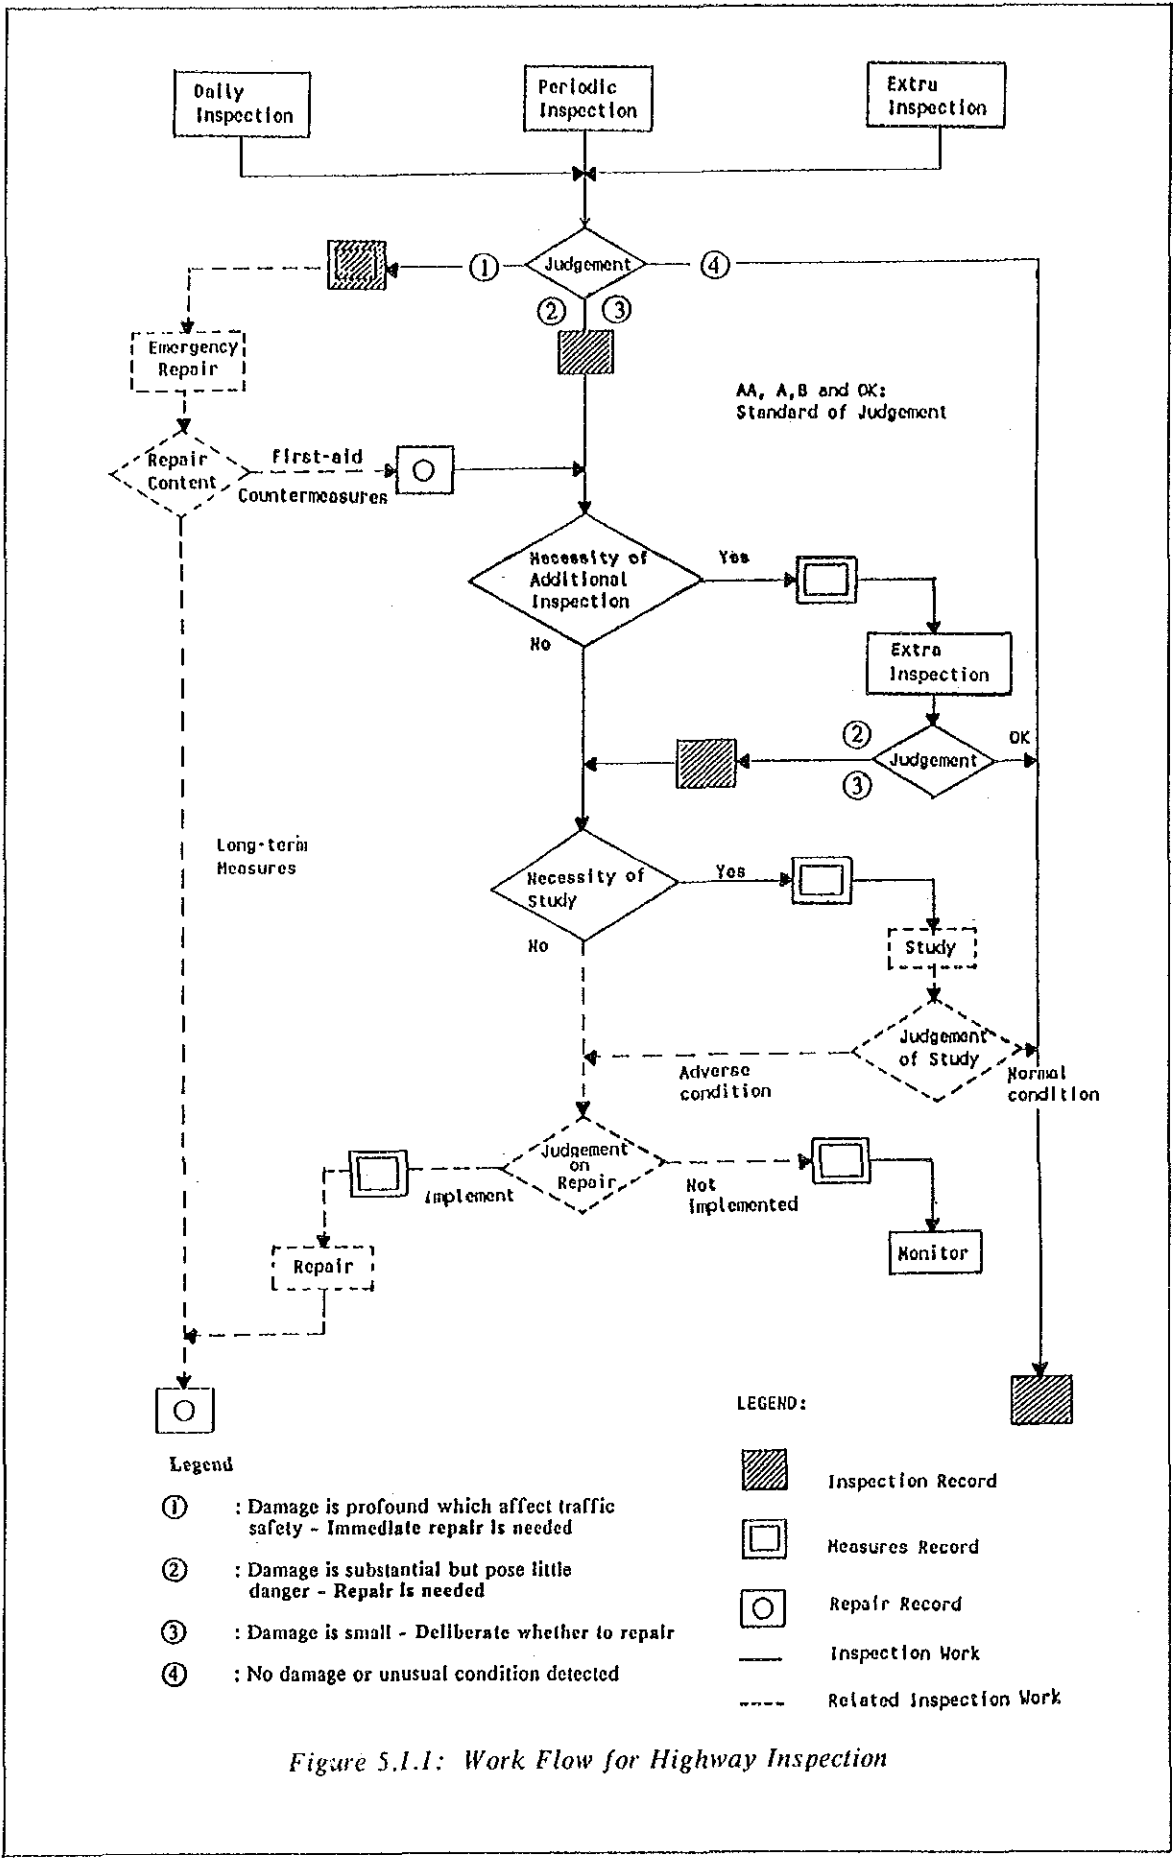 Daily
Inspection
Periodic
Inspection
Extra
Inspection
① Judgement ④
② ③
Emergency
Repair
AA, A,B and OK:
Standard of Judgement
Repair
Content
First-aid
Countermeasures
Necessity of
Additional
Inspection
Yes
No
Extra
Inspection
②
Judgement
OK
③
Long-term
Measures
Necessity of
Study
Yes
No
Study
Judgement
of Study
Adverse
condition
Normal
condition
Judgement
on
Repair
Implement
Not
Implemented
Repair
Monitor
Legend
① : Damage is profound which affect traffic
safety - Immediate repair is needed
② : Damage is substantial but pose little
danger - Repair is needed
③ : Damage is small - Deliberate whether to repair
④ : No damage or unusual condition detected
LEGEND:
Inspection Record
Measures Record
Repair Record
Inspection Work
Related Inspection Work
Figure 5.1.1: Work Flow for Highway Inspection